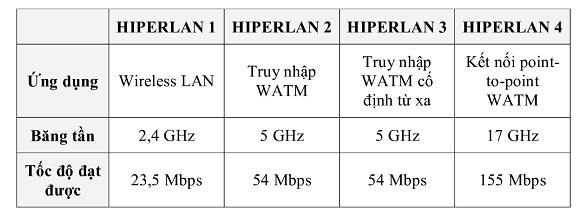 HIPERLAN 1 HIPERLAN 2 HIPERLAN 3 HIPERLAN 4
Ứng dụng Wireless LAN Truy nhập WATM Truy nhập WATM cố định từ xa Kết nối point-to-point WATM
Băng tần 2,4 GHz 5 GHz 5 GHz 17 GHz
Tốc độ đạt được 23,5 Mbps 54 Mbps 54 Mbps 155 Mbps